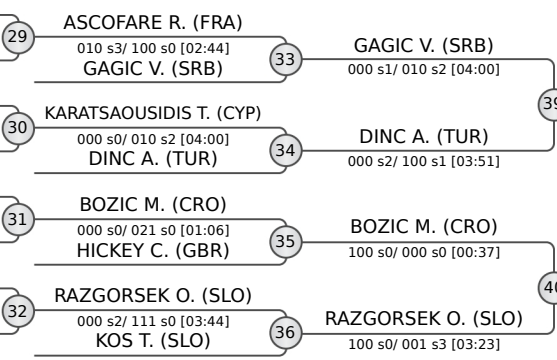 29
ASCOFARE R. (FRA)
010 s3/ 100 s0 [02:44]
GAGIC V. (SRB)
33
GAGIC V. (SRB)
000 s1/ 010 s2 [04:00]
39
30
KARATSAOUSIDIS T. (CYP)
000 s0/ 010 s2 [04:00]
DINC A. (TUR)
34
DINC A. (TUR)
000 s2/ 100 s1 [03:51]
31
BOZIC M. (CRO)
000 s0/ 021 s0 [01:06]
HICKEY C. (GBR)
35
BOZIC M. (CRO)
100 s0/ 000 s0 [00:37]
40
32
RAZGORSEK O. (SLO)
000 s2/ 111 s0 [03:44]
KOS T. (SLO)
36
RAZGORSEK O. (SLO)
100 s0/ 001 s3 [03:23]